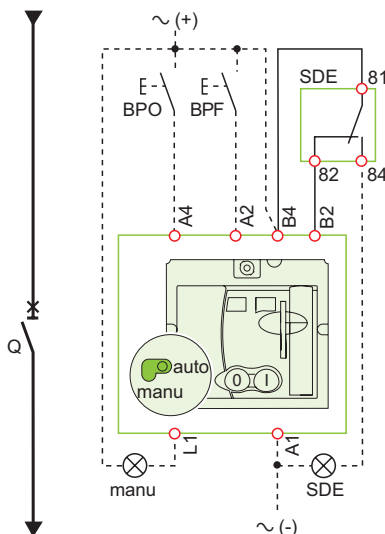 ∼ (+)
SDE
81
BPO
BPF
82
84
A4
A2
B4
B2
Q
auto
manu
0
I
L1
A1
manu
SDE
∼ (-)